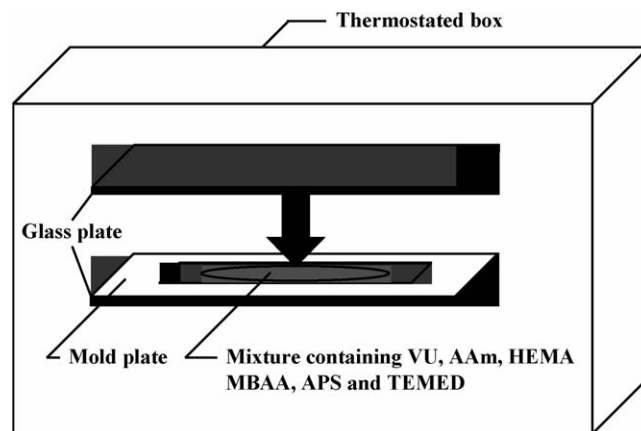 Thermostated box
Glass plate
Mold plate
Mixture containing VU, AAm, HEMA
MBAA, APS and TEMED